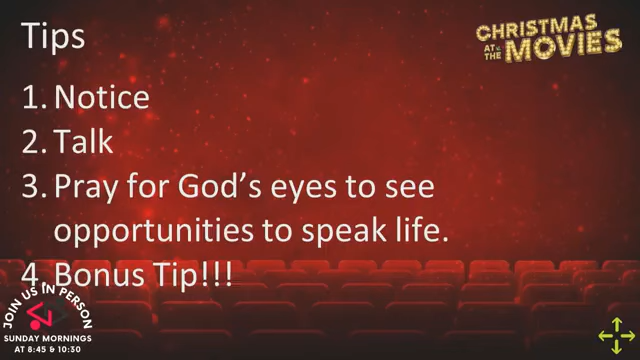 Tips
CHRISTMAS
AT THE
MOVIES
1. Notice
2. Talk
3. Pray for God's eyes to see
opportunities to speak life.
4. Bonus Tip!!!
JOIN US IN PERSON
SUNDAY MORNINGS
AT 8:45 & 10:30